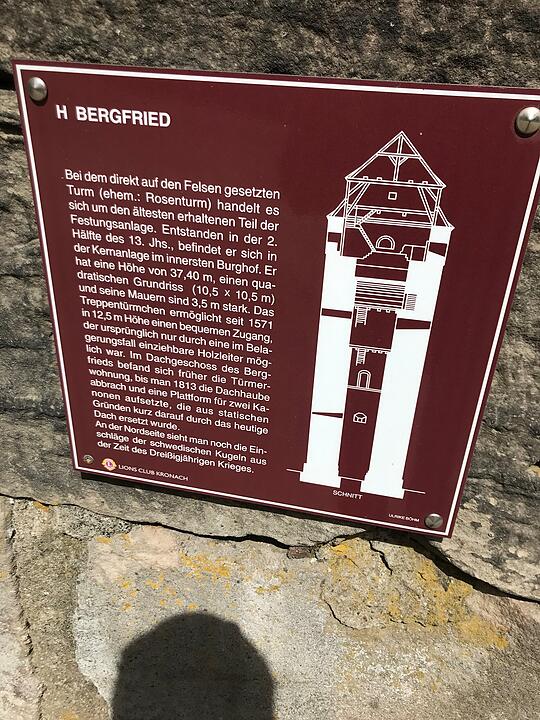 H BERGFRIED
Bei dem direkt auf den Felsen gesetzten
Turm (ehem.: Rosenturm) handelt es
sich um den ältesten erhaltenen Teil der
Festungsanlage. Entstanden in der 2.
Hälfte des 13. Jhs., befindet er sich in
der Kernanlage im innersten Burghof. Er
hat eine Höhe von 37,40 m, einen qua-
dratischen Grundriss (10,5 x 10,5 m)
und seine Mauern sind 3,5 m stark. Das
Treppentürmchen ermöglicht seit 1571
in 12,5 m Höhe einen bequemen Zugang,
der ursprünglich nur durch eine im Bela-
gerungsfall einziehbare Holzleiter mög-
lich war. Im Dachgeschoss des Berg-
frieds befand sich früher die Türmer-
wohnung, bis man 1813 die Dachhaube
abbrach und eine Plattform für zwei Ka-
nonen aufsetzte, die aus statischen
Gründen kurz darauf durch das heutige
Dach ersetzt wurde.
An der Nordseite sieht man noch die Ein-
schläge der schwedischen Kugeln aus
der Zeit des Dreißigjährigen Krieges.
LIONS CLUB KRONACH
SCHNITT
ULRIKE BÖHM